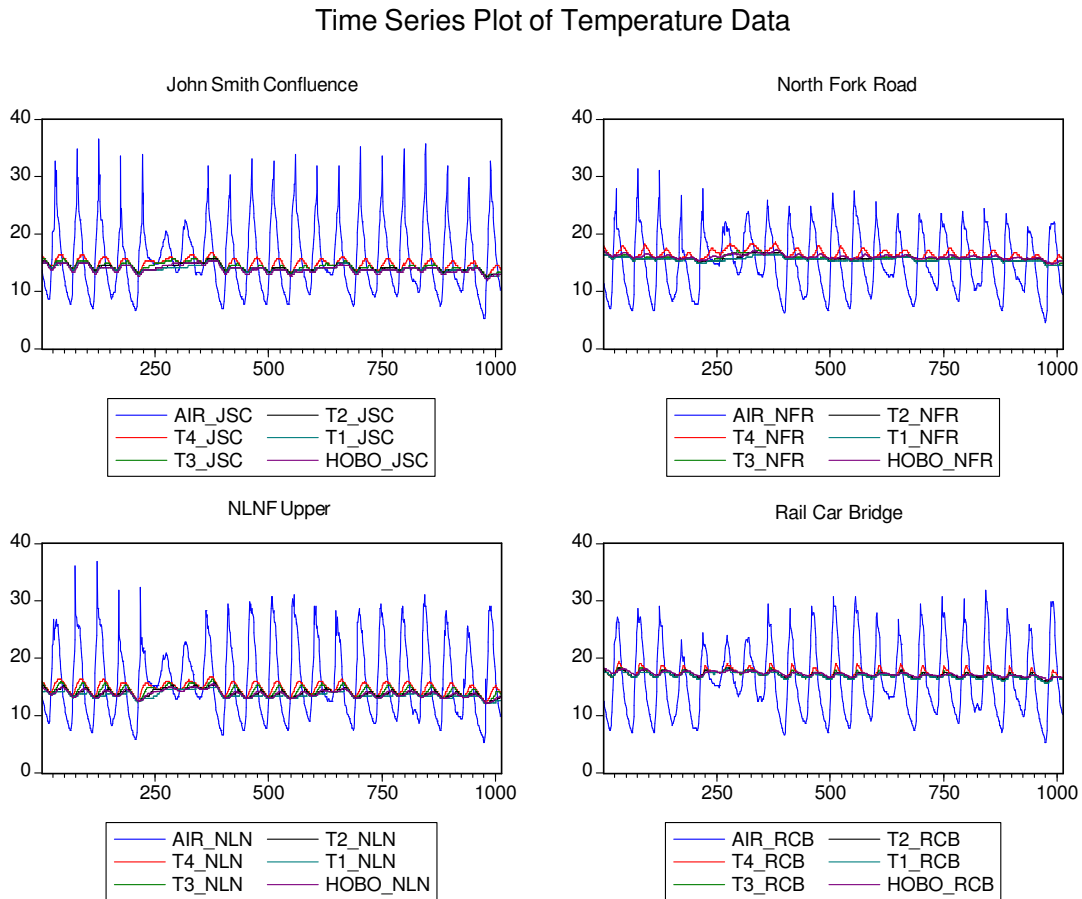 Time Series Plot of Temperature Data
John Smith Confluence
40
30
20
10
0
250 500 750 1000
AIR_JSC T2_JSC
T4_JSC T1_JSC
T3_JSC HOBO_JSC
North Fork Road
40
30
20
10
0
250 500 750 1000
AIR_NFR T2_NFR
T4_NFR T1_NFR
T3_NFR HOBO_NFR
NLNF Upper
40
30
20
10
0
250 500 750 1000
AIR_NLN T2_NLN
T4_NLN T1_NLN
T3_NLN HOBO_NLN
Rail Car Bridge
40
30
20
10
0
250 500 750 1000
AIR_RCB T2_RCB
T4_RCB T1_RCB
T3_RCB HOBO_RCB